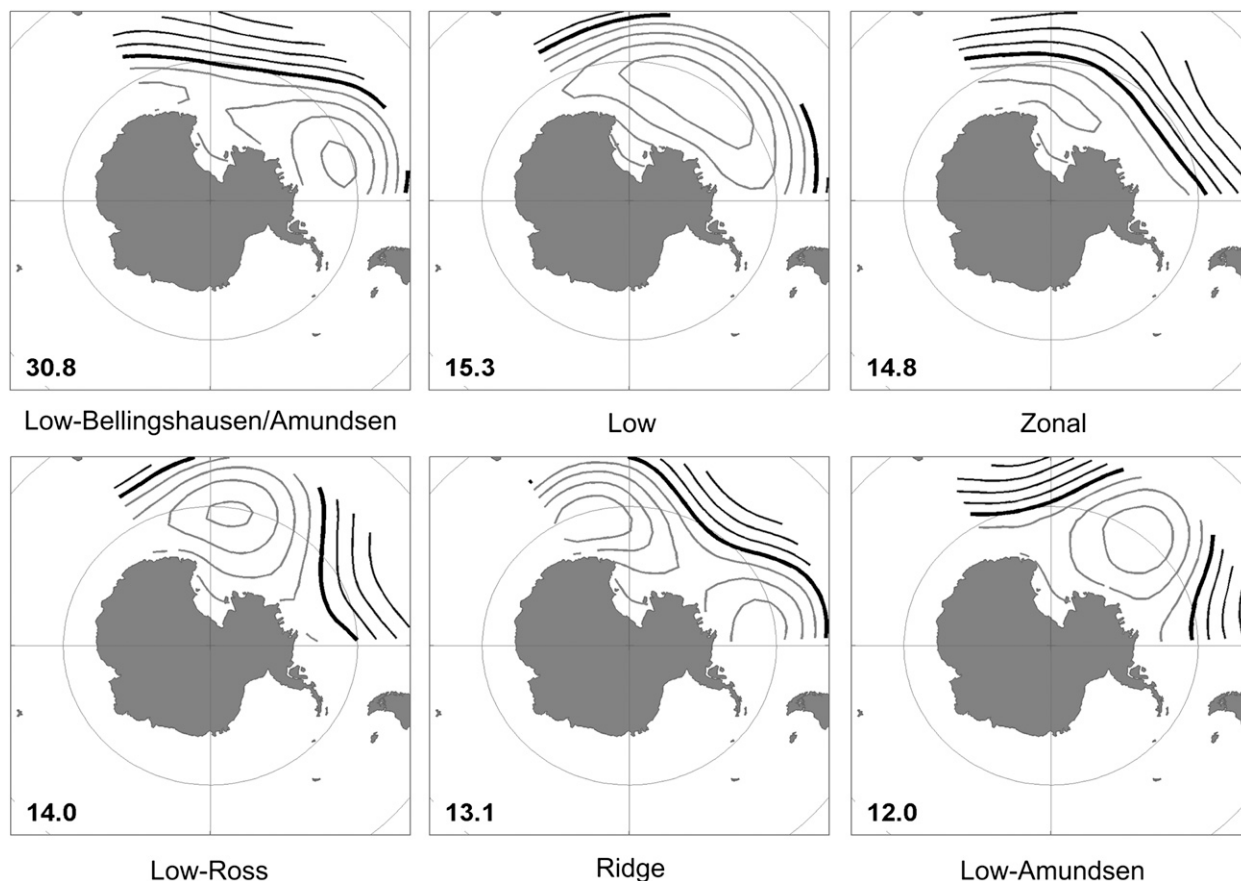 30.8
15.3
14.8
Low-Bellingshausen/Amundsen
Low
Zonal
14.0
13.1
12.0
Low-Ross
Ridge
Low-Amundsen